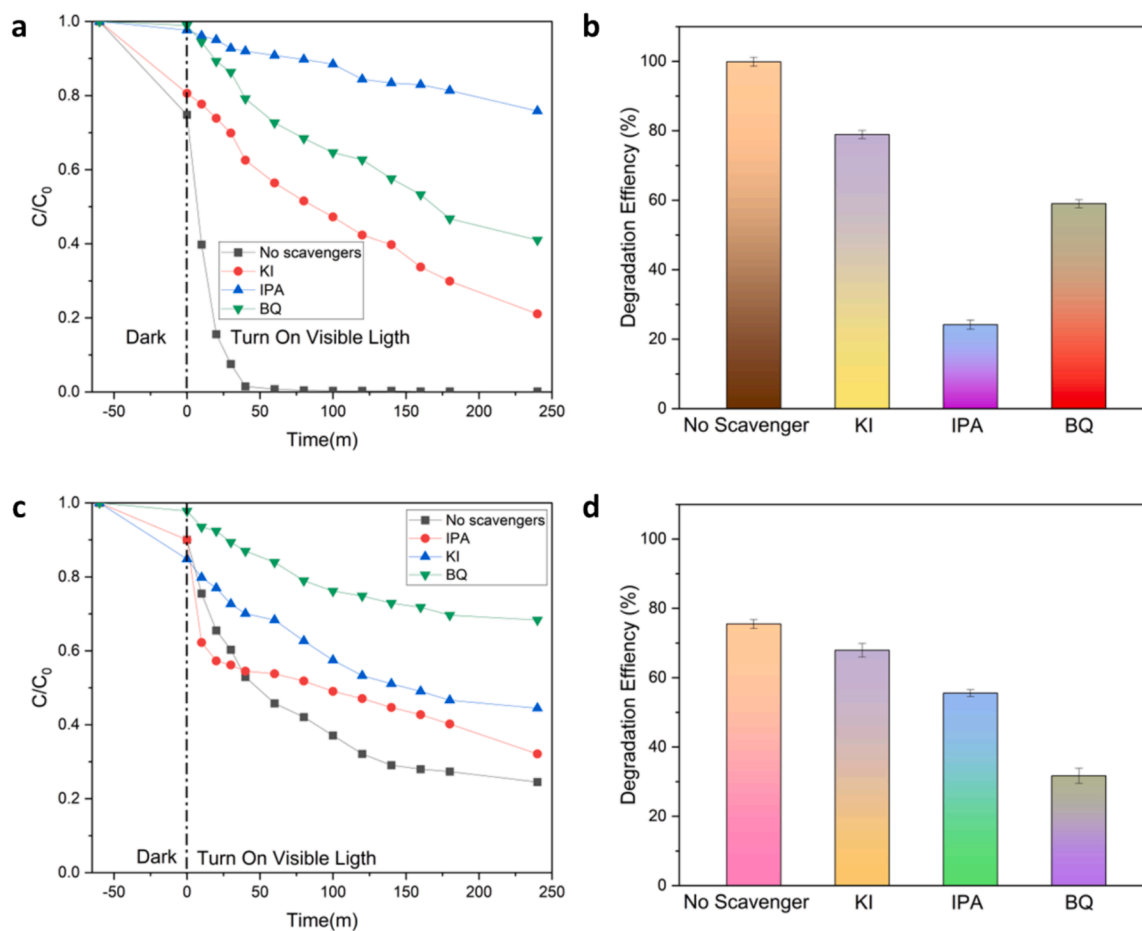 a
1.0
0.8
0.6
0.4
0.2
0.0
C/C0
No scavengers
KI
IPA
BQ
Dark
Turn On Visible Ligth
-50
0
50
100
150
200
250
Time(m)
b
100
80
60
40
20
0
Degradation Effiency (%)
No Scavenger
KI
IPA
BQ
c
1.0
0.8
0.6
0.4
0.2
0.0
C/C0
No scavengers
IPA
KI
BQ
Dark
Turn On Visible Ligth
-50
0
50
100
150
200
250
Time(m)
d
100
80
60
40
20
0
Degradation Effiency (%)
No Scavenger
KI
IPA
BQ